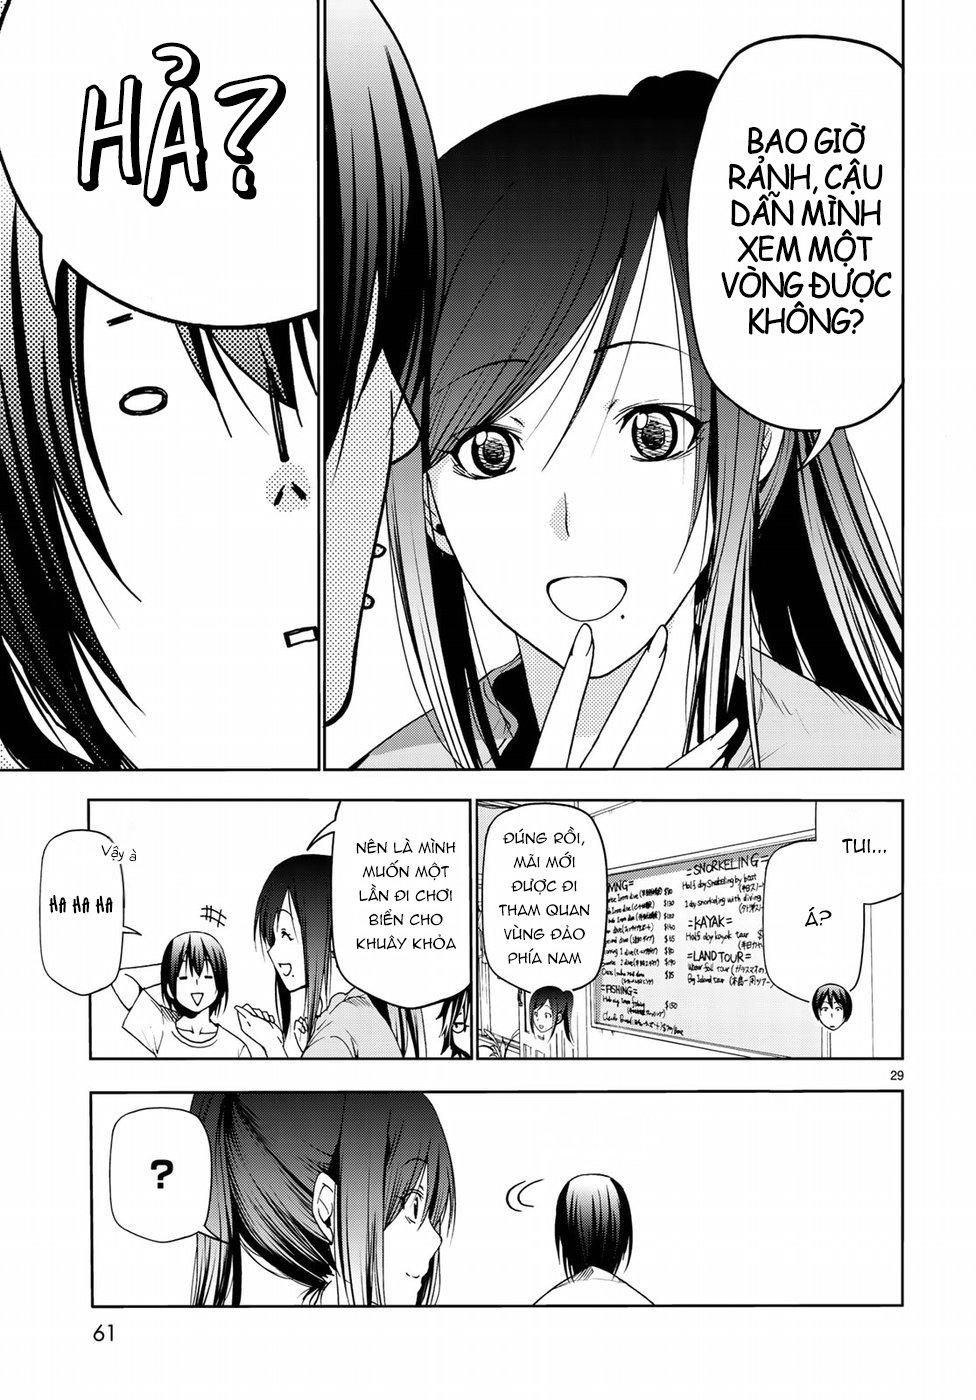 BAO GIỜ
RẢNH, CẬU
DẪN MÌNH
XEM MỘT
VÒNG ĐƯỢC
KHÔNG?
HẢ?
TUI...
Á?
=SNORKELING=
=KAYAK=
=LAND TOUR=
=FISHING=
ĐÚNG RỒI,
MÃI MỚI
ĐƯỢC ĐI
THAM QUAN
VÙNG ĐẢO
PHÍA NAM
NÊN LÀ MÌNH
MUỐN MỘT
LẦN ĐI CHƠI
BIỂN CHO
KHUÂY KHỎA
Vậy à
HA HA HA
29
?
61